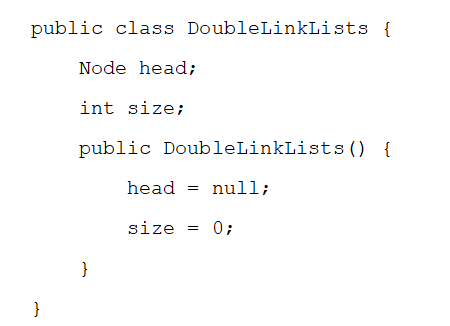 public class DoubleLinkLists {
Node head;
int size;
public DoubleLinkLists() {
head = null;
size = 0;
}
}